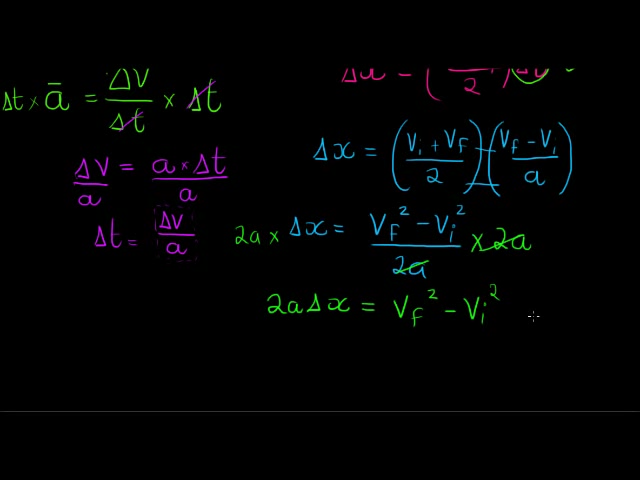 Δt × ā = ΔV/Δt × Δt
ΔV/a = a × Δt/a
Δt = ΔV/a
Δx = (Vi + VF/2)(VF − Vi/a)
2a × Δx = VF² − Vi²/2a × 2a
2aΔx = VF² − Vi²